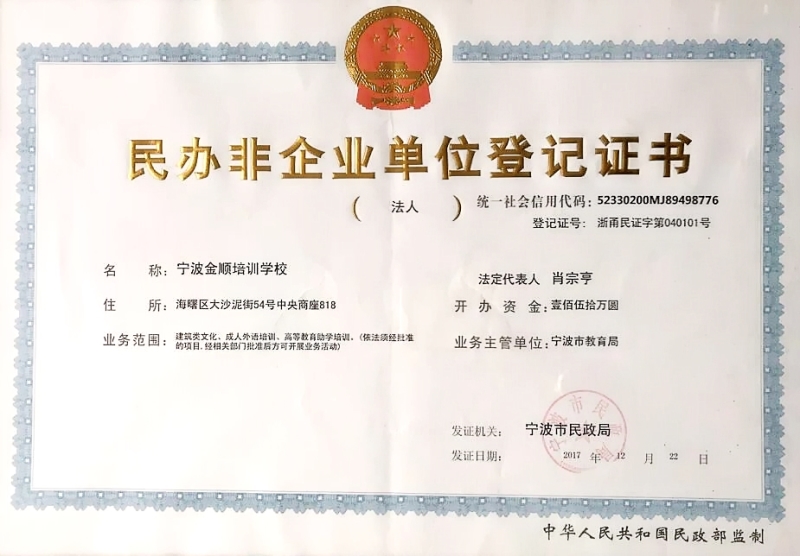 民办非企业单位登记证书
(法人)
统一社会信用代码：52330200MJ89498776
登记证号：浙甬民证字第040101号
名称：宁波金顺培训学校
法定代表人 肖宗亨
住所：海曙区大沙泥街54号中央商座818
开办资金：壹佰伍拾万圆
业务范围：建筑类文化、成人外语培训、高等教育助学培训。(依法须经批准
的项目,经相关部门批准后方可开展业务活动)
业务主管单位：宁波市教育局
发证机关：宁波市民政局
宁波市民政局
发证日期：2017 年 12 月 22 日
中华人民共和国民政部监制